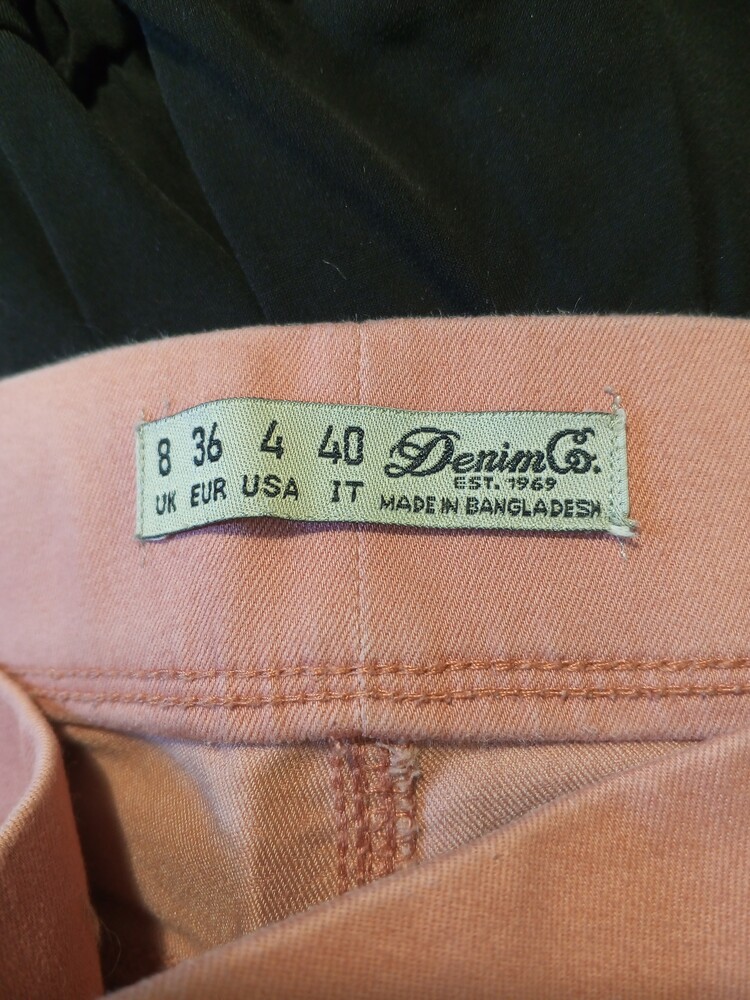 8 36 4 40 DenimCo.
UK EUR USA IT EST. 1969
MADE IN BANGLADESH